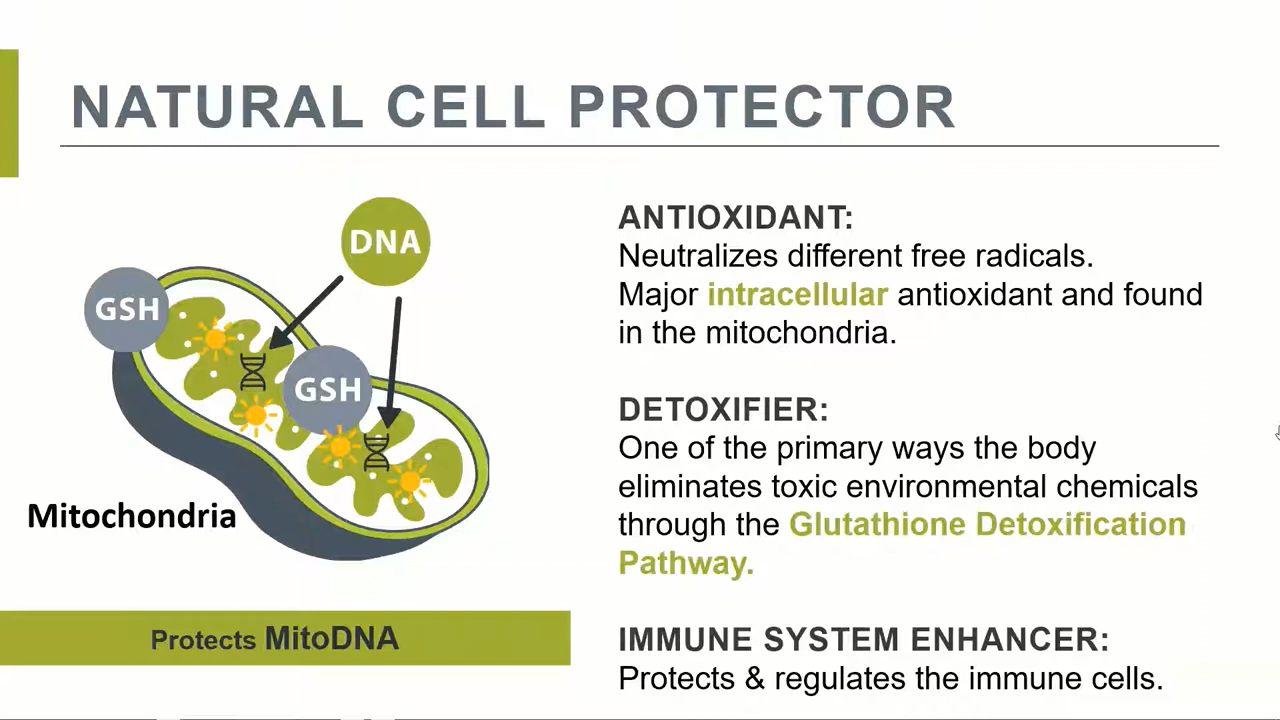 NATURAL CELL PROTECTOR
DNA
GSH
GSH
Mitochondria
Protects MitoDNA
ANTIOXIDANT:
Neutralizes different free radicals.
Major intracellular antioxidant and found
in the mitochondria.
DETOXIFIER:
One of the primary ways the body
eliminates toxic environmental chemicals
through the Glutathione Detoxification
Pathway.
IMMUNE SYSTEM ENHANCER:
Protects & regulates the immune cells.